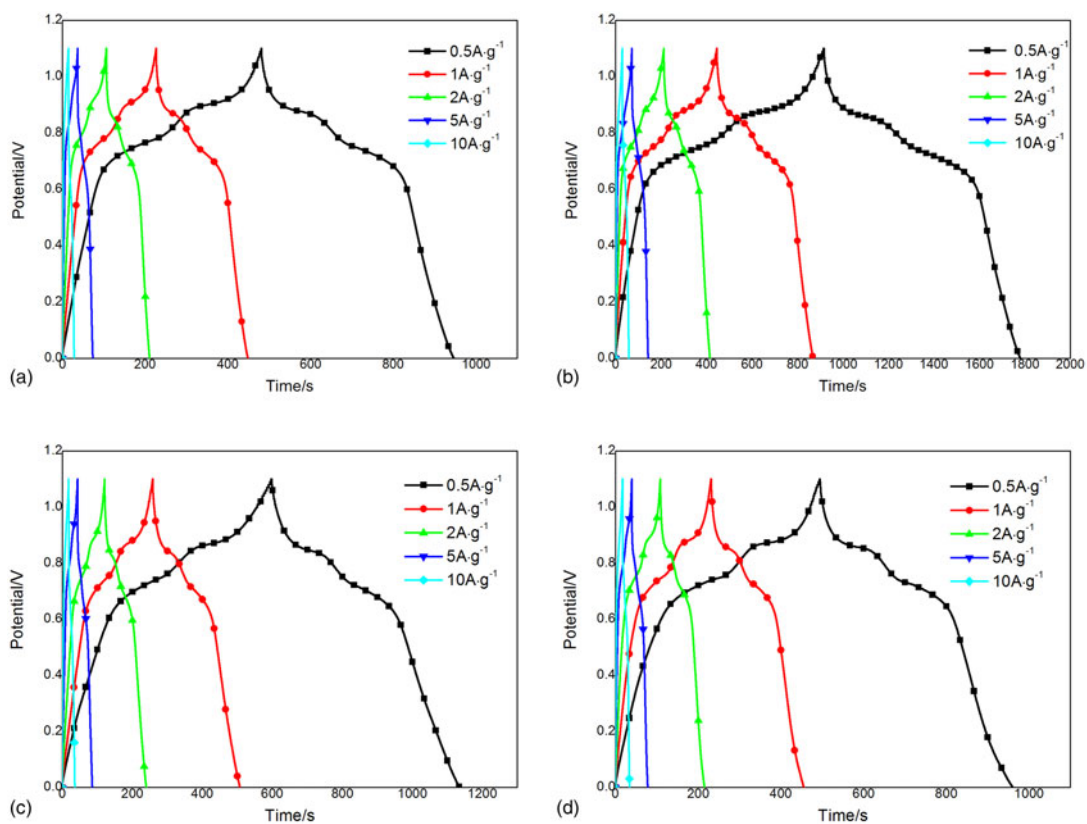 1.2
1.0
0.8
0.6
0.4
0.2
0.0
Potential/V
0.5A·g⁻¹
1A·g⁻¹
2A·g⁻¹
5A·g⁻¹
10A·g⁻¹
0 200 400 600 800 1000
Time/s
(a)
1.2
1.0
0.8
0.6
0.4
0.2
0.0
Potential/V
0.5A·g⁻¹
1A·g⁻¹
2A·g⁻¹
5A·g⁻¹
10A·g⁻¹
0 200 400 600 800 1000 1200 1400 1600 1800 2000
Time/s
(b)
1.2
1.0
0.8
0.6
0.4
0.2
0.0
Potential/V
0.5A·g⁻¹
1A·g⁻¹
2A·g⁻¹
5A·g⁻¹
10A·g⁻¹
0 200 400 600 800 1000 1200
Time/s
(c)
1.2
1.0
0.8
0.6
0.4
0.2
0.0
Potential/V
0.5A·g⁻¹
1A·g⁻¹
2A·g⁻¹
5A·g⁻¹
10A·g⁻¹
0 200 400 600 800 1000
Time/s
(d)